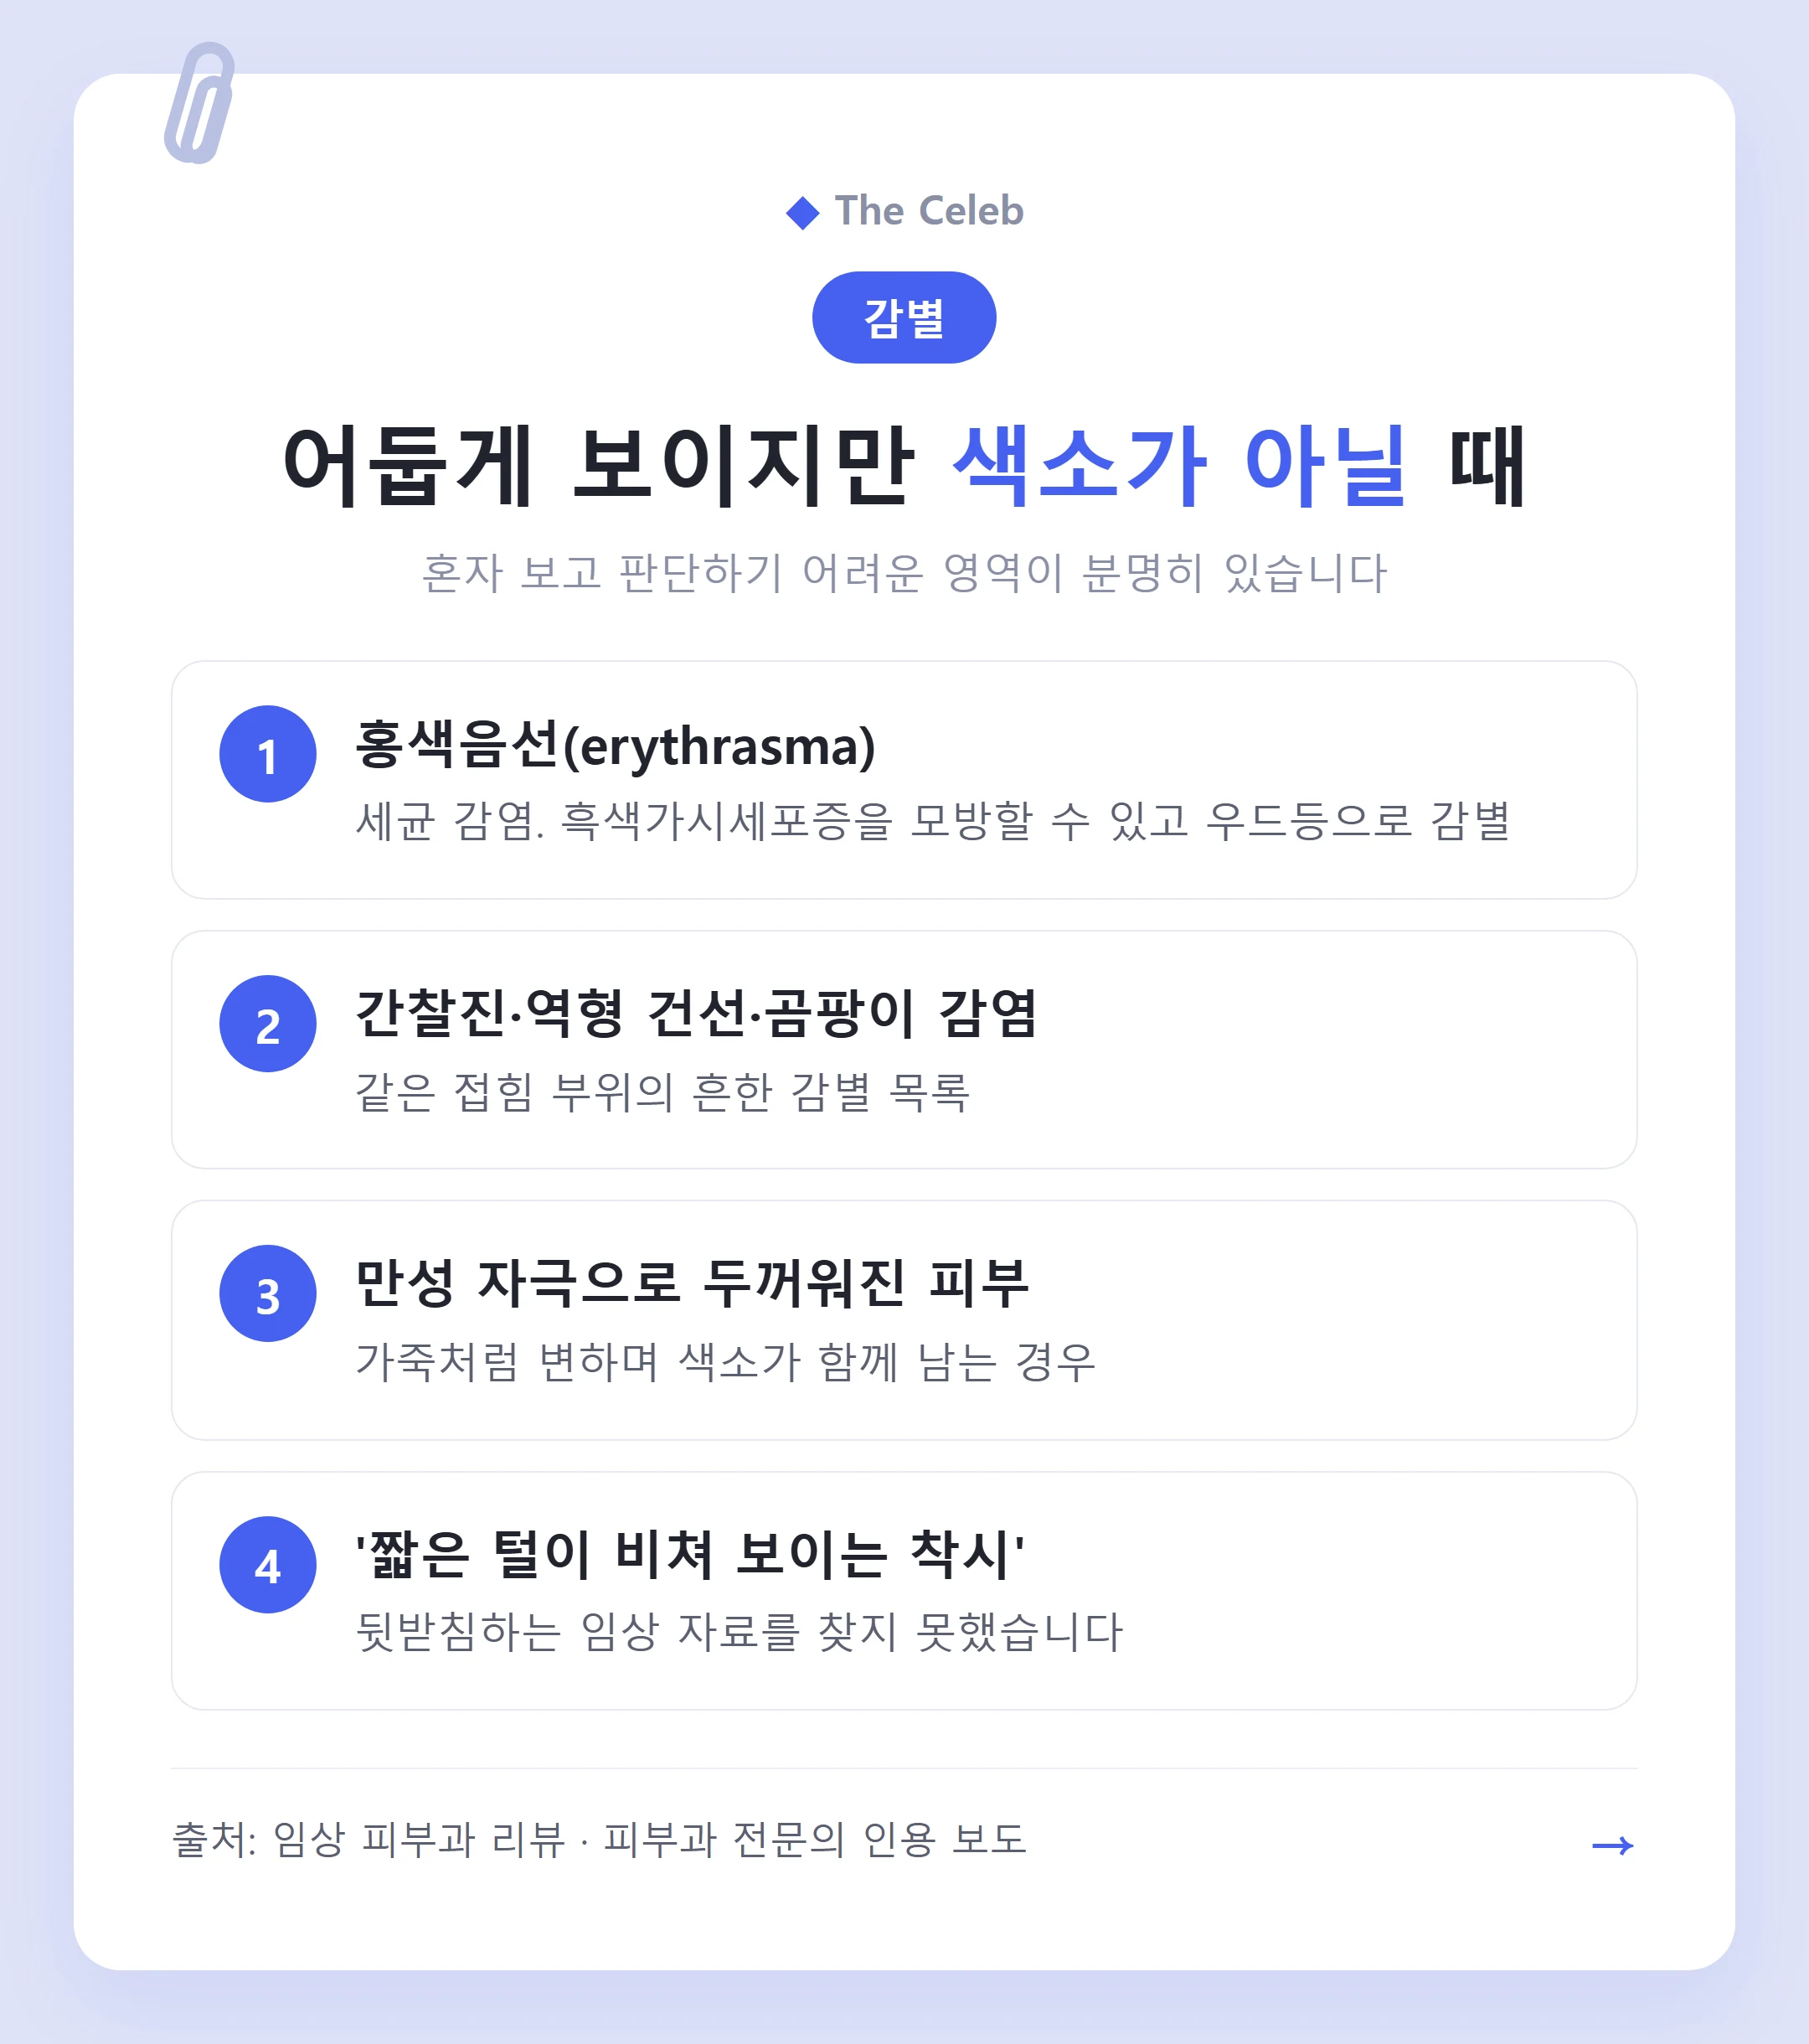 ◆ The Celeb
감별
어둡게 보이지만 색소가 아닐 때
혼자 보고 판단하기 어려운 영역이 분명히 있습니다
1
홍색음선(erythrasma)
세균 감염. 흑색가시세포증을 모방할 수 있고 우드등으로 감별
2
간찰진·역형 건선·곰팡이 감염
같은 접힘 부위의 흔한 감별 목록
3
만성 자극으로 두꺼워진 피부
가죽처럼 변하며 색소가 함께 남는 경우
4
'짧은 털이 비쳐 보이는 착시'
뒷받침하는 임상 자료를 찾지 못했습니다
출처: 임상 피부과 리뷰 · 피부과 전문의 인용 보도 →